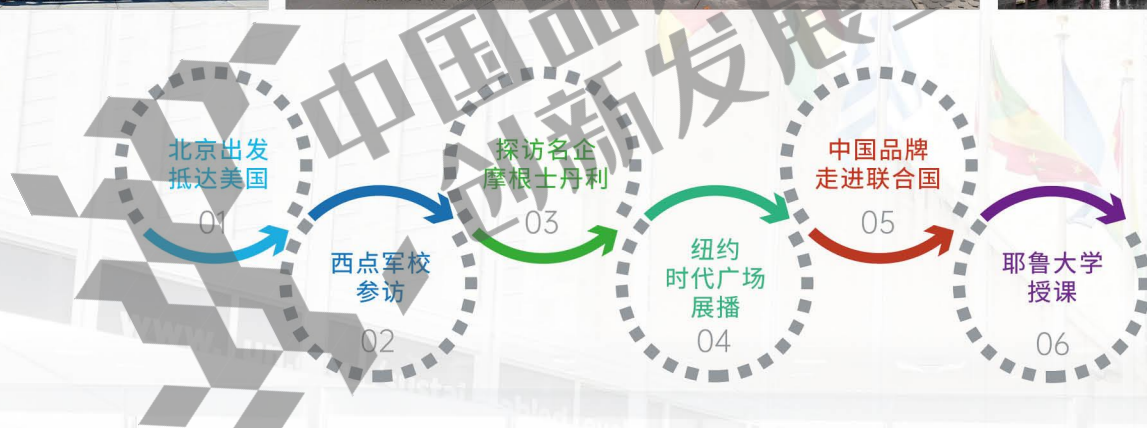 中国品
创新发展
北京出发
抵达美国
01
西点军校
参访
02
探访名企
摩根士丹利
03
纽约
时代广场
展播
04
中国品牌
走进联合国
05
耶鲁大学
授课
06